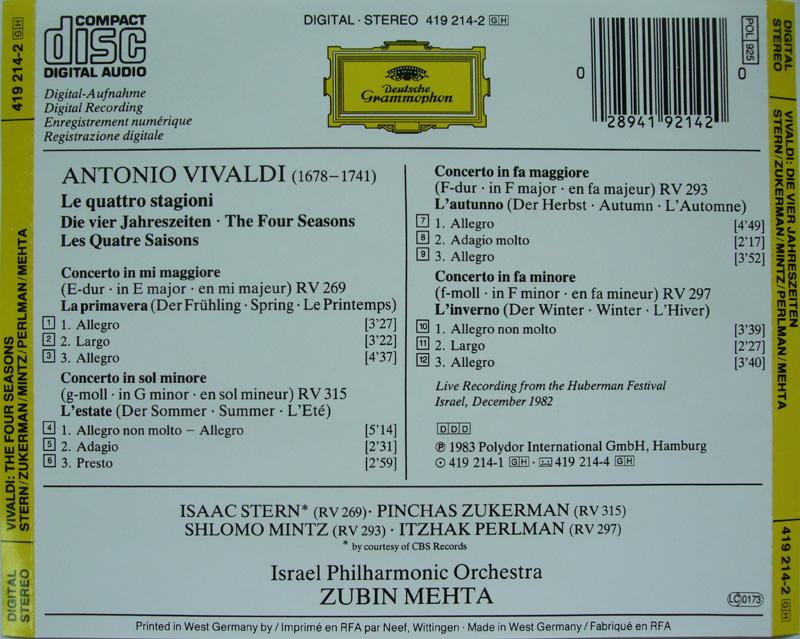 COMPACT
disc
DIGITAL AUDIO
Digital-Aufnahme
Digital Recording
Enregistrement numérique
Registrazione digitale
DIGITAL · STEREO 419 214-2 GH
Deutsche
Grammophon
POL 925
0 28941 92142 0
ANTONIO VIVALDI (1678–1741)
Le quattro stagioni
Die vier Jahreszeiten · The Four Seasons
Les Quatre Saisons
Concerto in mi maggiore
(E-dur · in E major · en mi majeur) RV 269
La primavera (Der Frühling · Spring · Le Printemps)
1 1. Allegro [3'27]
2 2. Largo [3'22]
3 3. Allegro [4'37]
Concerto in sol minore
(g-moll · in G minor · en sol mineur) RV 315
L'estate (Der Sommer · Summer · L'Eté)
4 1. Allegro non molto – Allegro [5'14]
5 2. Adagio [2'31]
6 3. Presto [2'59]
Concerto in fa maggiore
(F-dur · in F major · en fa majeur) RV 293
L'autunno (Der Herbst · Autumn · L'Automne)
7 1. Allegro [4'49]
8 2. Adagio molto [2'17]
9 3. Allegro [3'52]
Concerto in fa minore
(f-moll · in F minor · en fa mineur) RV 297
L'inverno (Der Winter · Winter · L'Hiver)
10 1. Allegro non molto [3'39]
11 2. Largo [2'27]
12 3. Allegro [3'40]
Live Recording from the Huberman Festival
Israel, December 1982
DDD
℗ 1983 Polydor International GmbH, Hamburg
419 214-1 GH · 419 214-4 GH
ISAAC STERN* (RV 269) · PINCHAS ZUKERMAN (RV 315)
SHLOMO MINTZ (RV 293) · ITZHAK PERLMAN (RV 297)
* by courtesy of CBS Records
Israel Philharmonic Orchestra
ZUBIN MEHTA
LC 0173
Printed in West Germany by / Imprimé en RFA par Neef, Wittingen · Made in West Germany / Fabriqué en RFA
DIGITAL
STEREO
VIVALDI: THE FOUR SEASONS
STERN/ZUKERMAN/MINTZ/PERLMAN/MEHTA
419 214-2 GH
DIGITAL
STEREO
VIVALDI: DIE VIER JAHRESZEITEN
STERN/ZUKERMAN/MINTZ/PERLMAN/MEHTA
419 214-2 GH